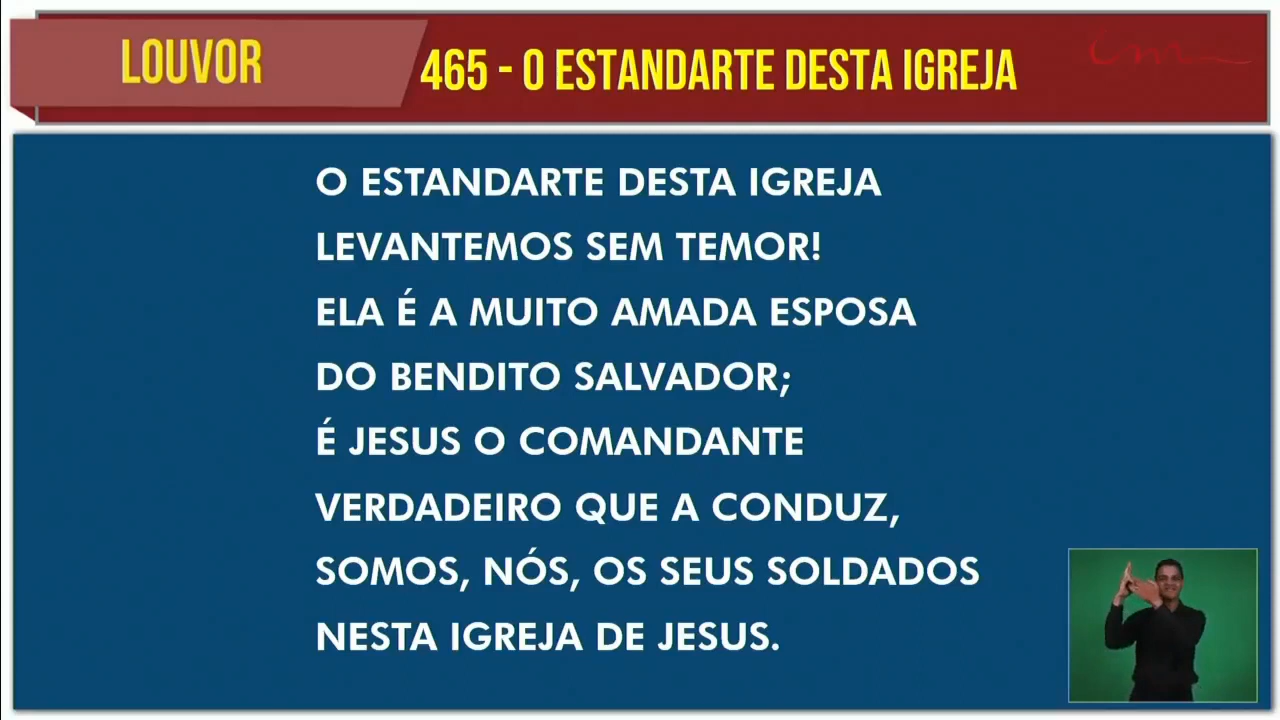 LOUVOR
465 - O ESTANDARTE DESTA IGREJA
O ESTANDARTE DESTA IGREJA
LEVANTEMOS SEM TEMOR!
ELA É A MUITO AMADA ESPOSA
DO BENDITO SALVADOR;
É JESUS O COMANDANTE
VERDADEIRO QUE A CONDUZ,
SOMOS, NÓS, OS SEUS SOLDADOS
NESTA IGREJA DE JESUS.